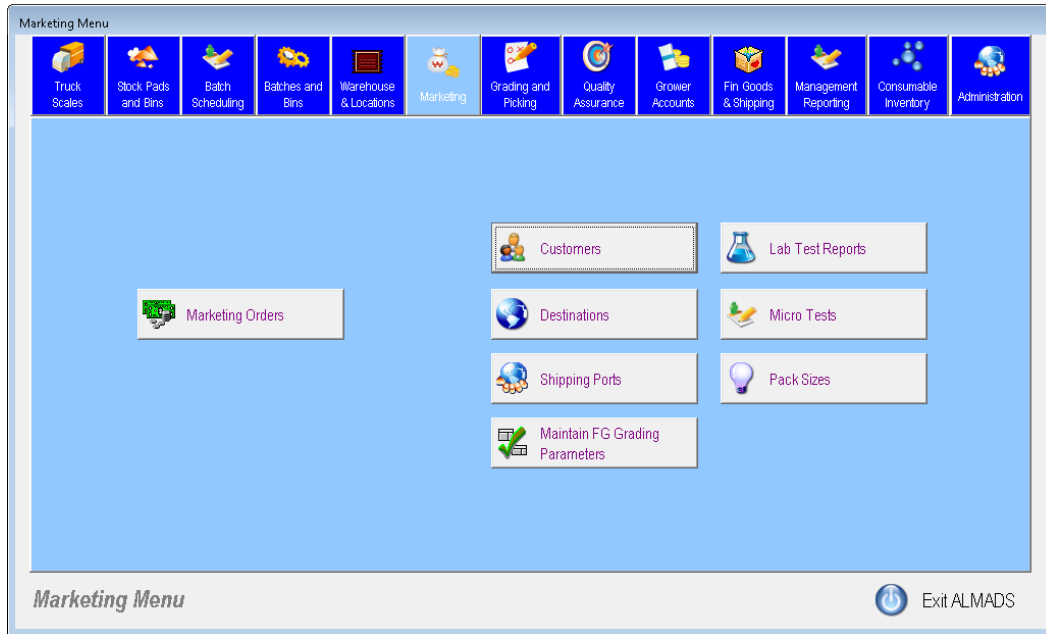 Marketing Menu
Truck
Scales
Stock Pads
and Bins
Batch
Scheduling
Batches and
Bins
Warehouse
& Locations
Marketing
Grading and
Picking
Quality
Assurance
Grower
Accounts
Fin Goods
& Shipping
Management
Reporting
Consumable
Inventory
Administration
Customers
Lab Test Reports
Marketing Orders
Destinations
Micro Tests
Shipping Ports
Pack Sizes
Maintain FG Grading
Parameters
Marketing Menu
Exit ALMADS